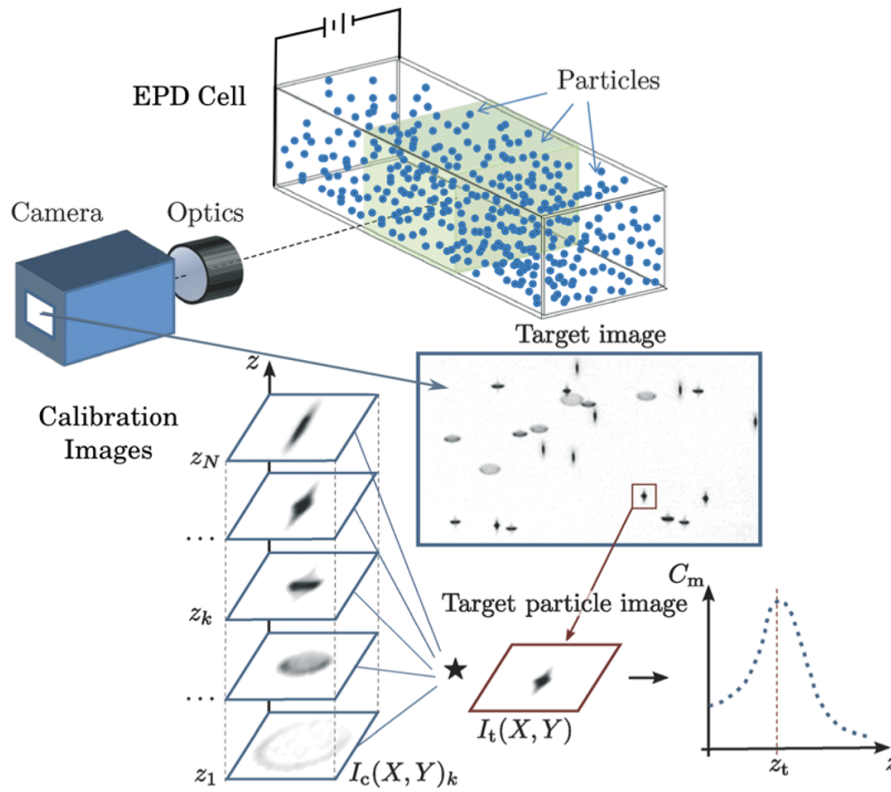 EPD Cell
Particles
Camera
Optics
Target image
z
Calibration
Images
z_N
...
z_k
...
z_1
I_c(X, Y)_k
Target particle image
I_t(X, Y)
C_m
z_t
z